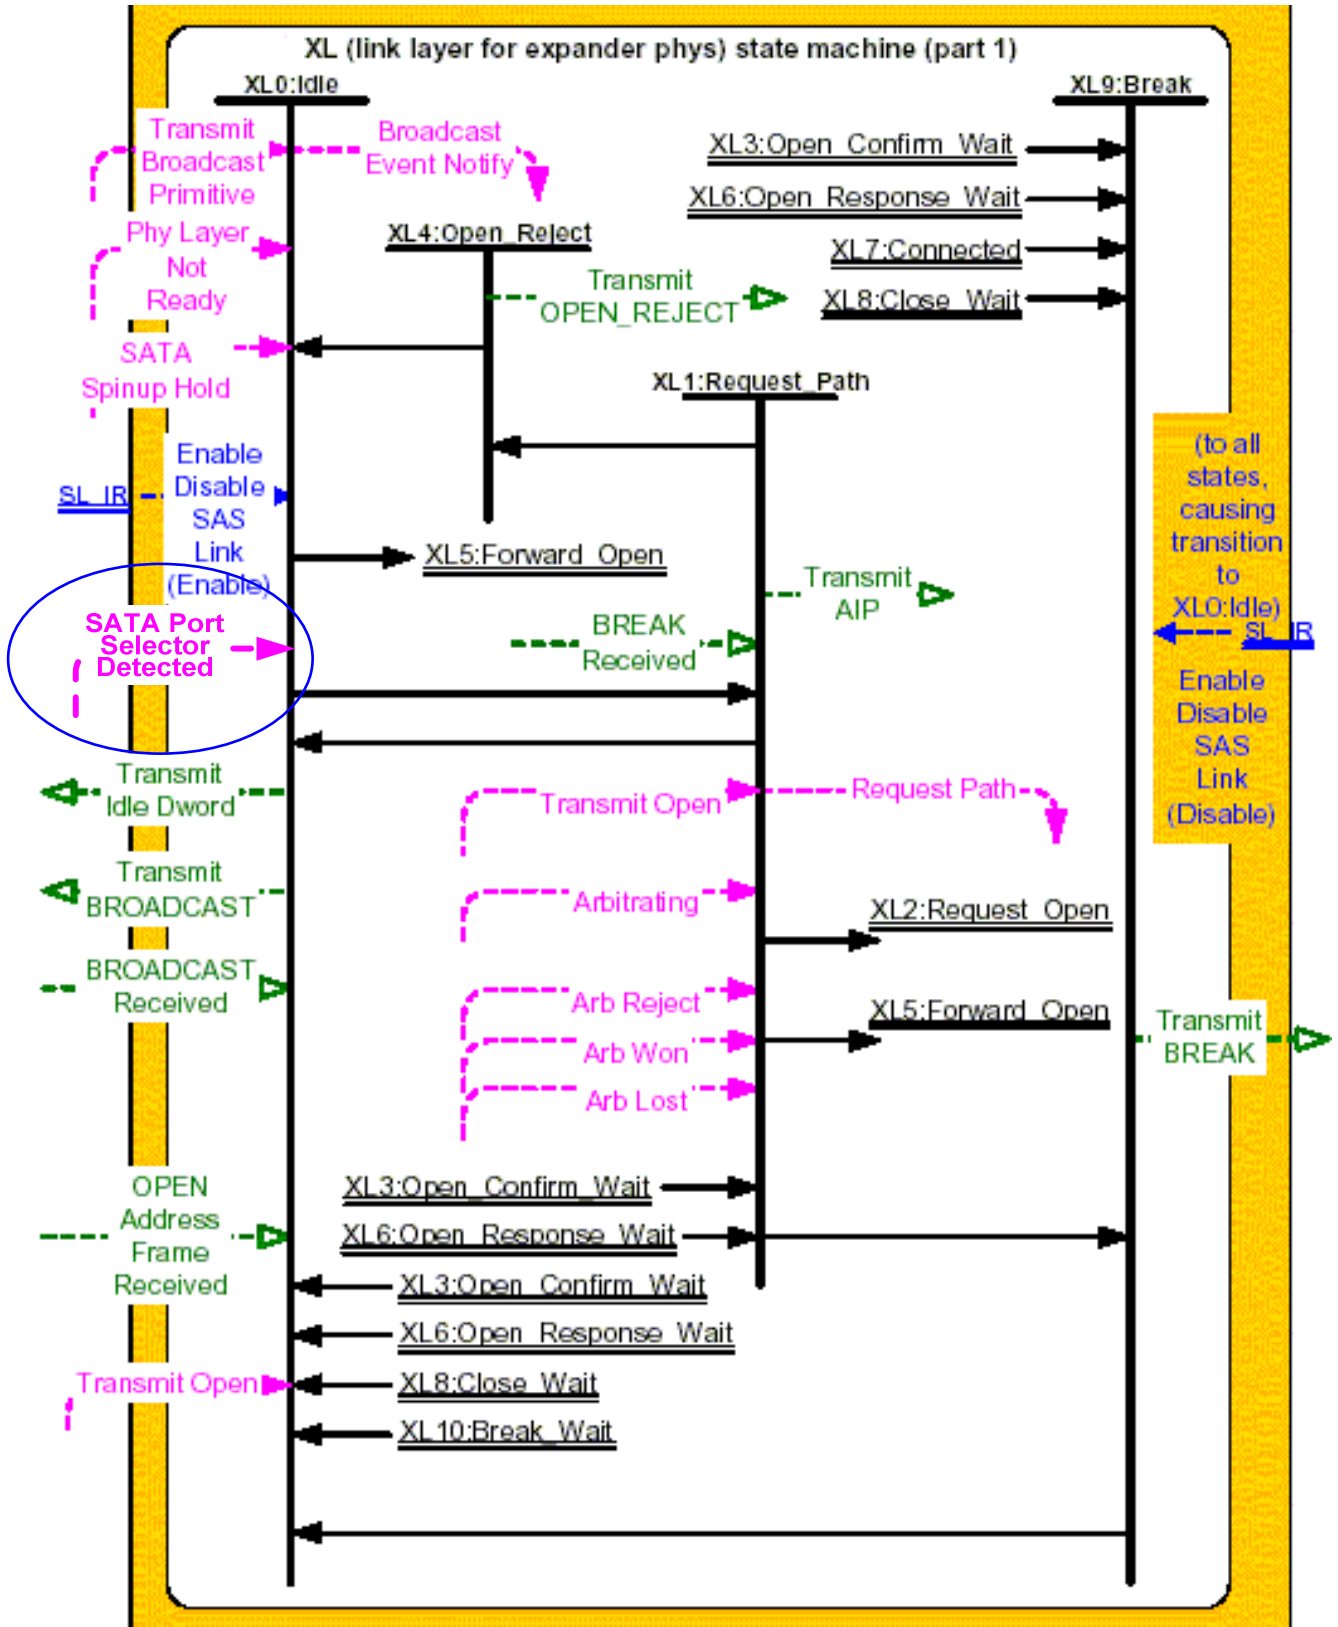 XL (link layer for expander phys) state machine (part 1)
XL0:Idle
XL9:Break
Transmit
Broadcast
Primitive
Broadcast
Event Notify
XL3:Open_Confirm_Wait
XL6:Open_Response_Wait
XL7:Connected
XL8:Close_Wait
Phy Layer
Not
Ready
XL4:Open_Reject
Transmit
OPEN_REJECT
SATA
Spinup Hold
XL1:Request_Path
SL_IR
Enable
Disable
SAS
Link
(Enable)
XL5:Forward_Open
Transmit
AIP
BREAK
Received
(to all
states,
causing
transition
to
XL0:Idle)
SL_IR
Enable
Disable
SAS
Link
(Disable)
SATA Port
Selector
Detected
Transmit
Idle Dword
Transmit Open
Request Path
Transmit
BROADCAST
Arbitrating
XL2:Request_Open
BROADCAST
Received
Arb Reject
XL5:Forward_Open
Arb Won
Arb Lost
Transmit
BREAK
OPEN
Address
Frame
Received
XL3:Open_Confirm_Wait
XL6:Open_Response_Wait
XL3:Open_Confirm_Wait
XL6:Open_Response_Wait
Transmit Open
XL8:Close_Wait
XL10:Break_Wait